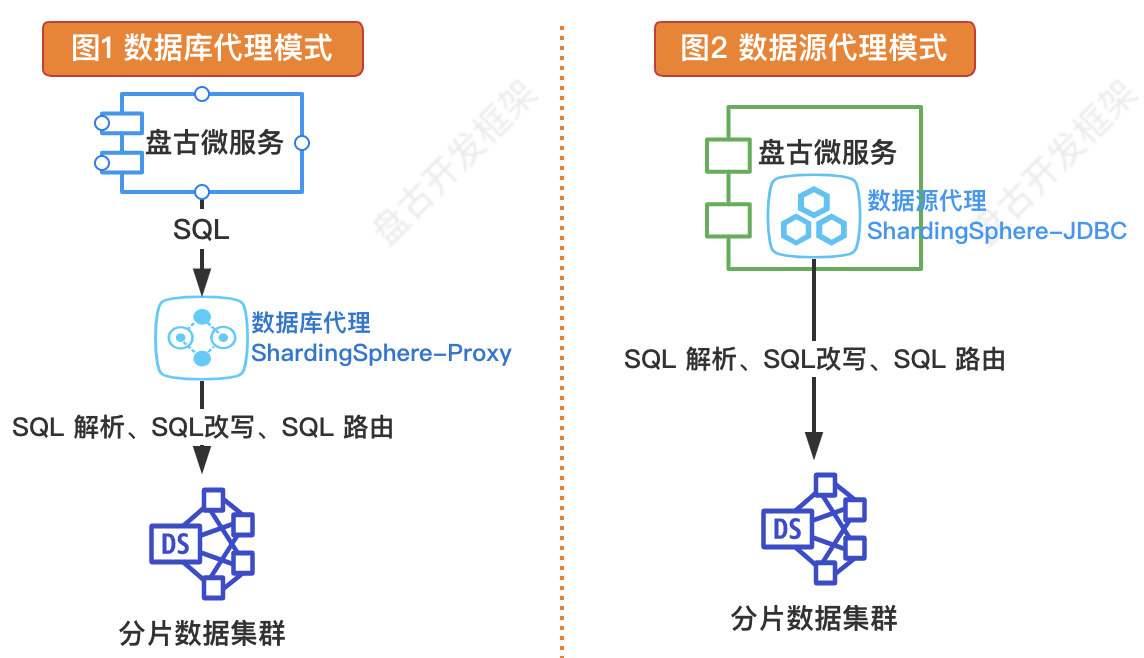 图1 数据库代理模式
盘古微服务
SQL
数据库代理
ShardingSphere-Proxy
SQL 解析、SQL改写、SQL 路由
DS
分片数据集群
盘古开发框架
图2 数据源代理模式
盘古微服务
数据源代理
ShardingSphere-JDBC
SQL 解析、SQL改写、SQL 路由
DS
分片数据集群
盘古开发框架